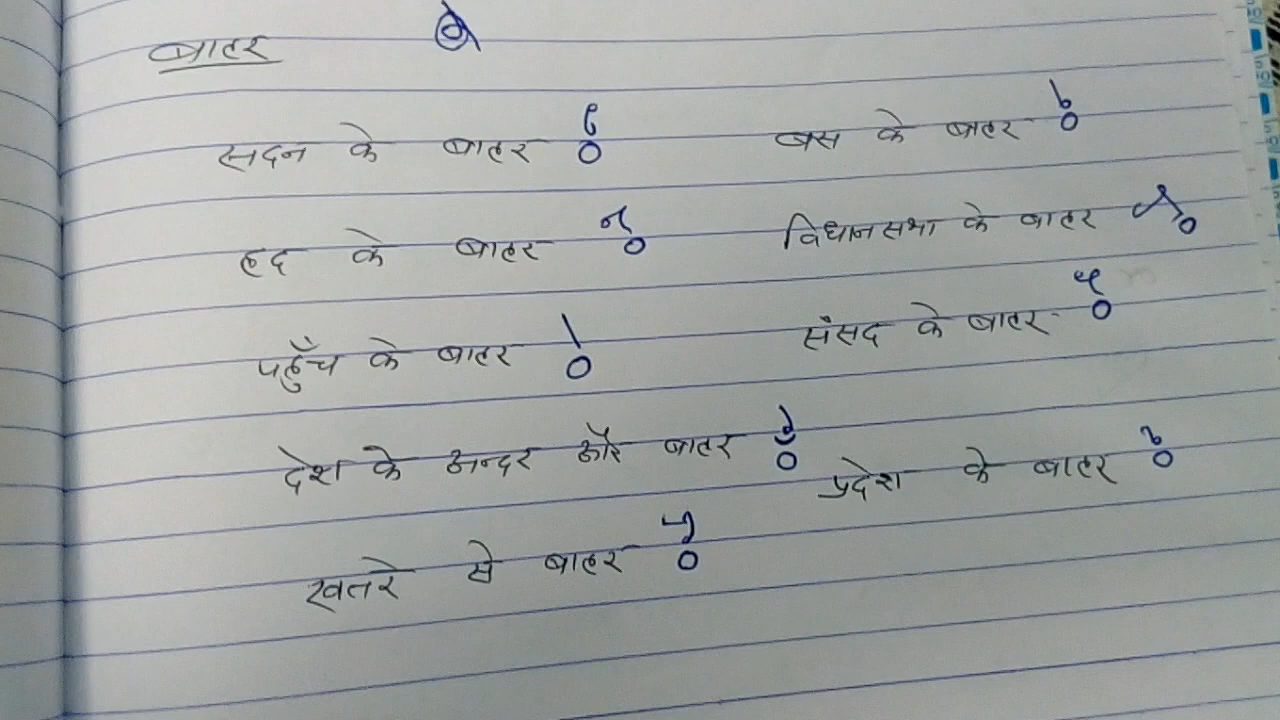 बाहर
सदन के बाहर
बस के बाहर
हद के बाहर
विधानसभा के बाहर
पहुँच के बाहर
संसद के बाहर
देश के अन्दर और बाहर
प्रदेश के बाहर
खतरे से बाहर